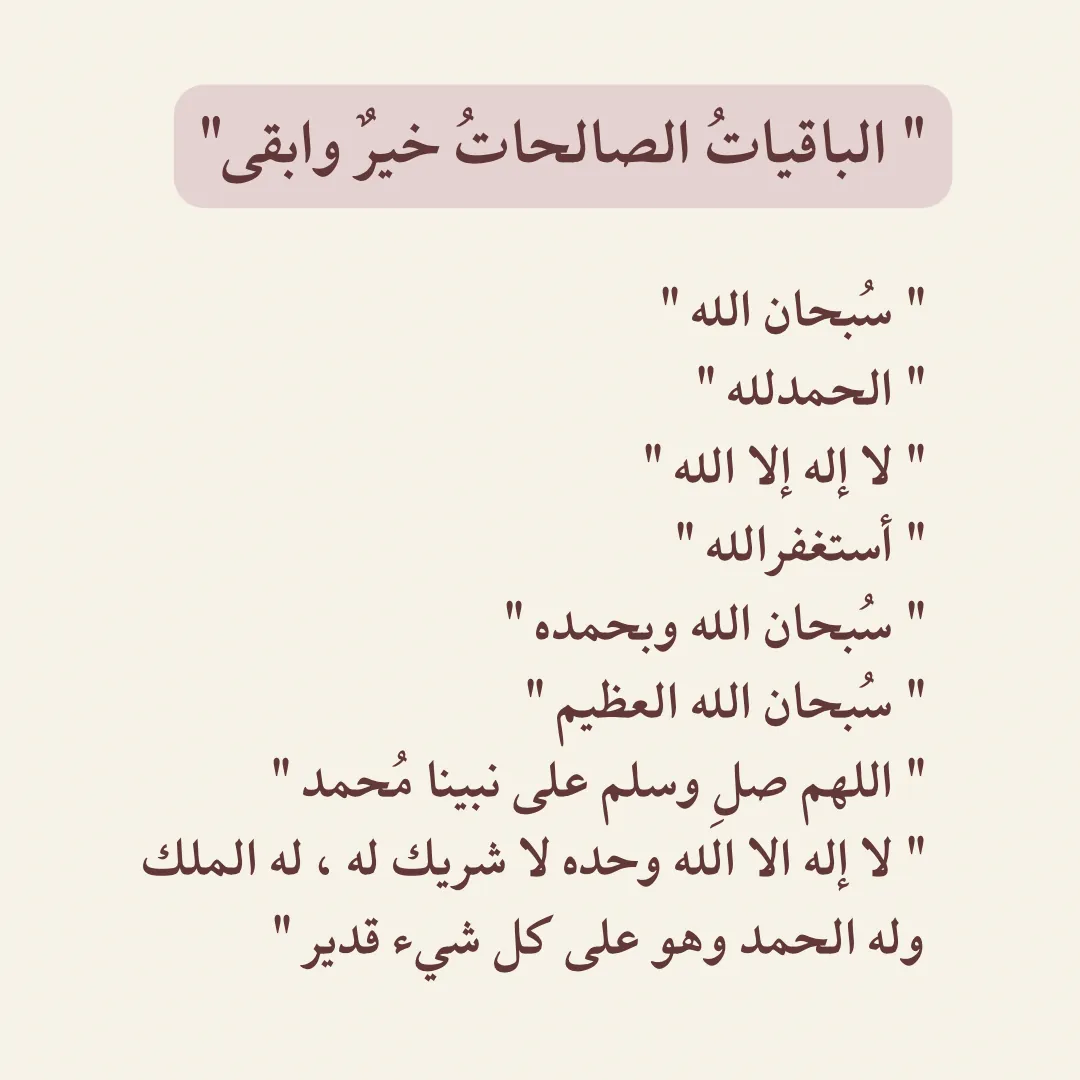 " الباقياتُ الصالحاتُ خيرٌ وابقى"
" سُبحان الله "
" الحمدلله "
" لا إله إلا الله "
" أستغفرالله "
" سُبحان الله وبحمده "
" سُبحان الله العظيم "
" اللهم صلِ وسلم على نبينا مُحمد "
" لا إله الا الله وحده لا شريك له ، له الملك
وله الحمد وهو على كل شيء قدير "